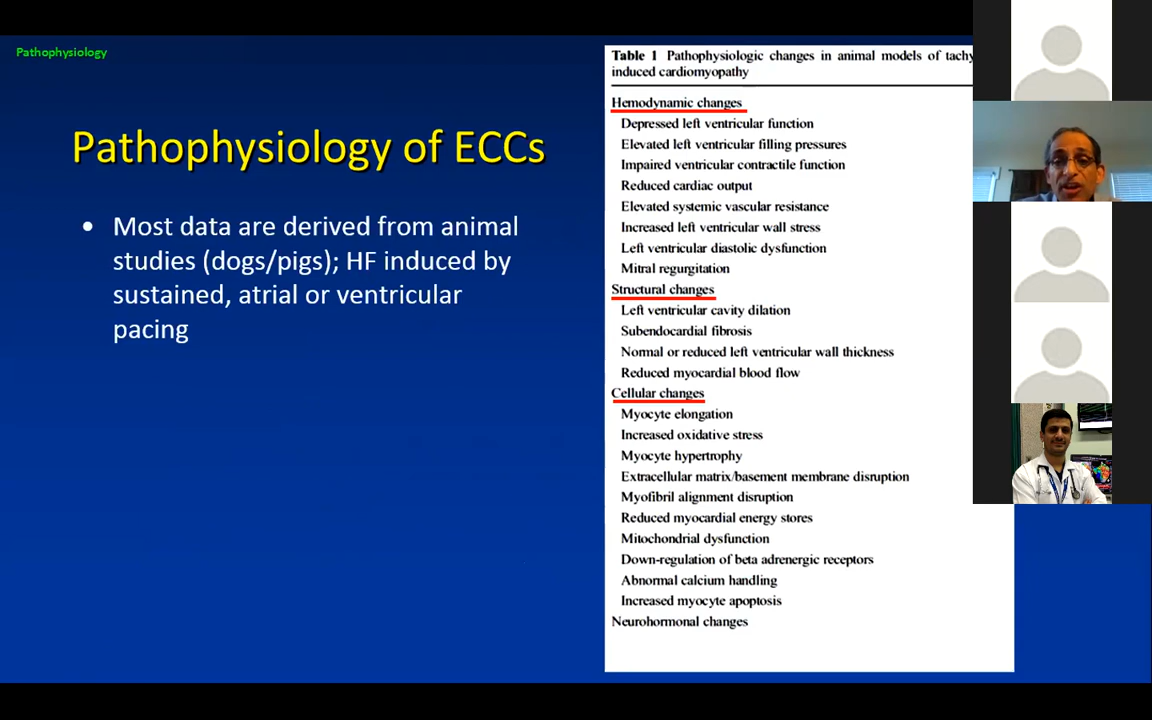 Pathophysiology
Pathophysiology of ECCs
• Most data are derived from animal
studies (dogs/pigs); HF induced by
sustained, atrial or ventricular
pacing
Table 1 Pathophysiologic changes in animal models of tachy
induced cardiomyopathy
Hemodynamic changes
Depressed left ventricular function
Elevated left ventricular filling pressures
Impaired ventricular contractile function
Reduced cardiac output
Elevated systemic vascular resistance
Increased left ventricular wall stress
Left ventricular diastolic dysfunction
Mitral regurgitation
Structural changes
Left ventricular cavity dilation
Subendocardial fibrosis
Normal or reduced left ventricular wall thickness
Reduced myocardial blood flow
Cellular changes
Myocyte elongation
Increased oxidative stress
Myocyte hypertrophy
Extracellular matrix/basement membrane disruption
Myofibril alignment disruption
Reduced myocardial energy stores
Mitochondrial dysfunction
Down-regulation of beta adrenergic receptors
Abnormal calcium handling
Increased myocyte apoptosis
Neurohormonal changes